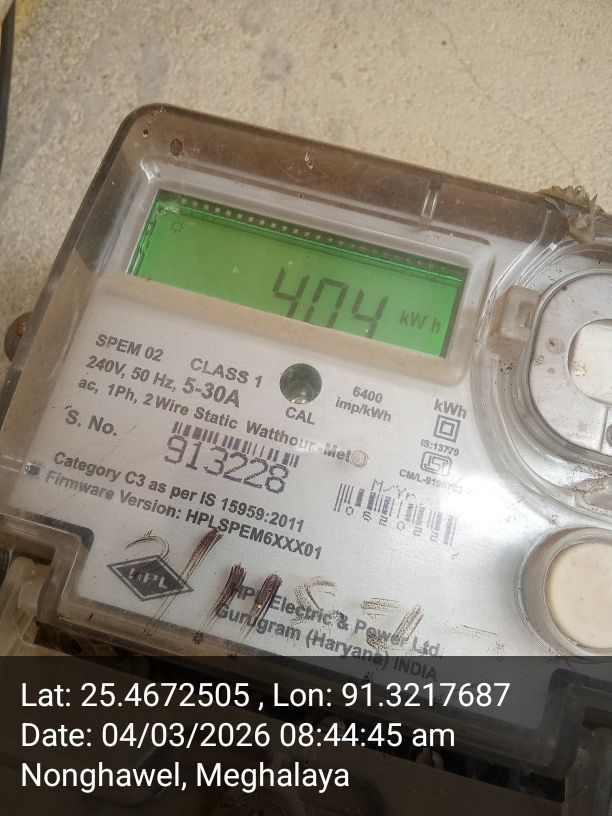 404 kWh
SPEM 02 CLASS 1
240V, 50 Hz, 5-30A
ac, 1Ph, 2 Wire Static Watthour Meter
CAL
6400
imp/kWh
kWh
IS:13779
S. No.
913228
Category C3 as per IS 15959:2011
Firmware Version: HPLSPEM6XXX01
M-Yr.
062022
HPL
HPL Electric & Power Ltd.
Gurugram (Haryana) INDIA
Lat: 25.4672505 , Lon: 91.3217687
Date: 04/03/2026 08:44:45 am
Nonghawel, Meghalaya